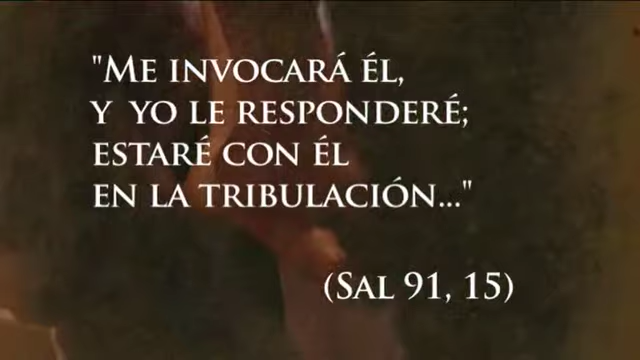 "Me invocará él,
y yo le responderé;
estaré con él
en la tribulación..."
(Sal 91, 15)